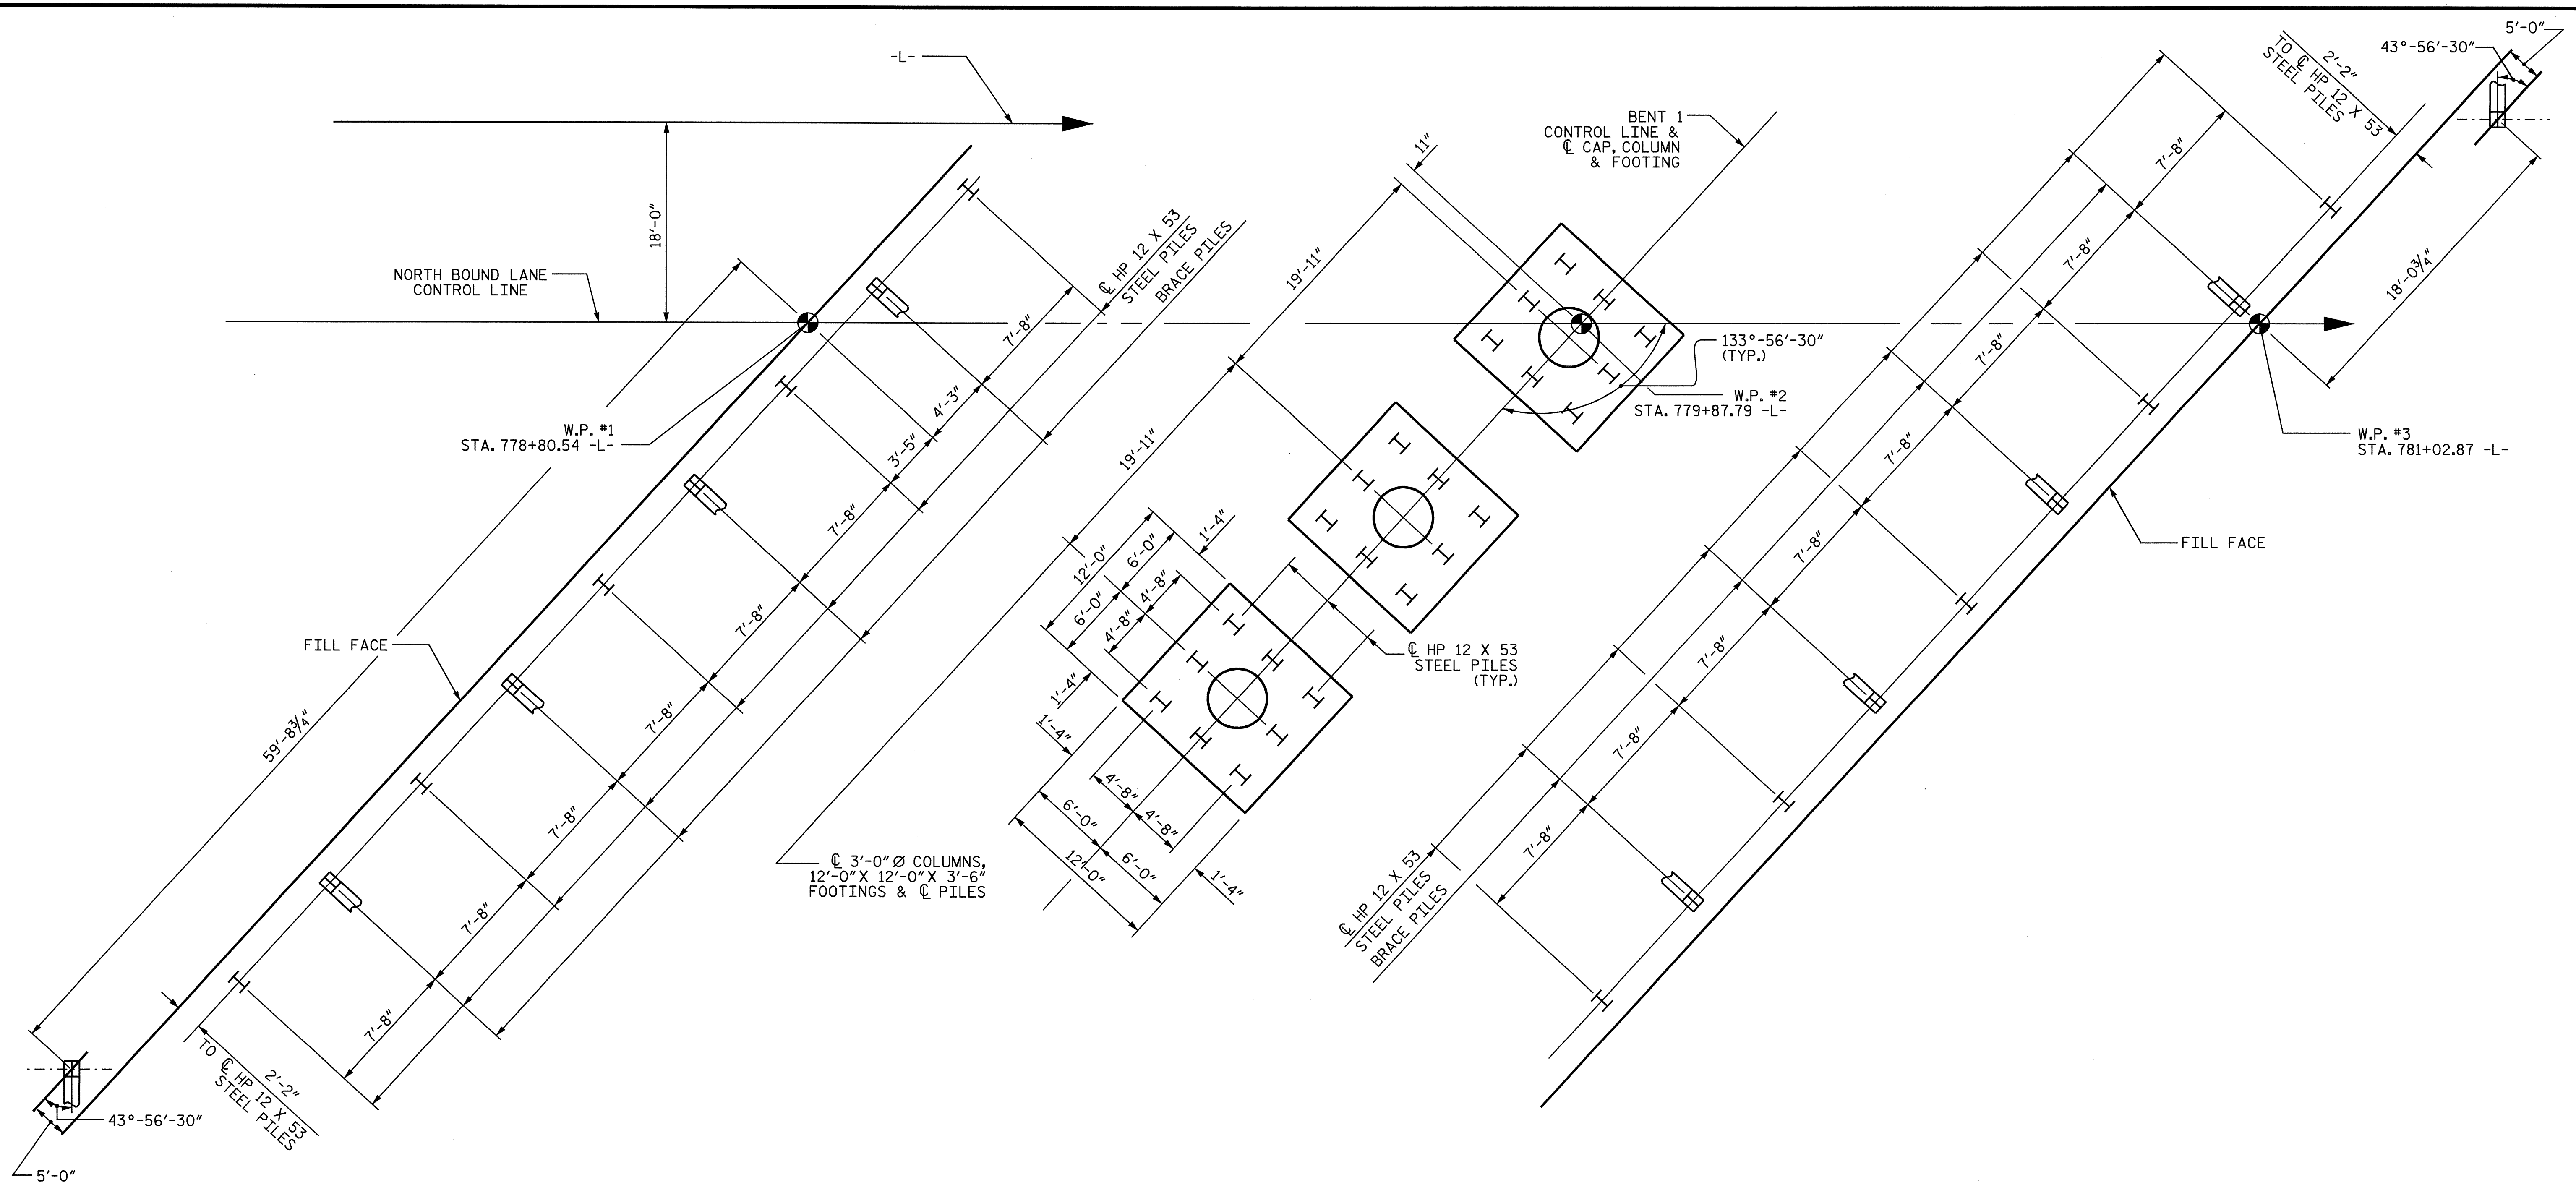 -L-
18'-0"
NORTH BOUND LANE
CONTROL LINE
W.P. #1
STA. 778+80.54 -L-
FILL FACE
59'-8¾"
43°-56'-30"
5'-0"
2'-2"
TO ℄ HP 12 X 53
STEEL PILES
℄ HP 12 X 53
STEEL PILES
BRACE PILES
7'-8"
4'-3"
3'-5"
7'-8"
7'-8"
7'-8"
7'-8"
7'-8"
7'-8"
BENT 1
CONTROL LINE &
℄ CAP, COLUMN
& FOOTING
11"
19'-11"
19'-11"
133°-56'-30"
(TYP.)
W.P. #2
STA. 779+87.79 -L-
12'-0"
6'-0"
6'-0"
4'-8"
4'-8"
1'-4"
1'-4"
1'-4"
4'-8"
4'-8"
6'-0"
6'-0"
12'-0"
1'-4"
℄ HP 12 X 53
STEEL PILES
(TYP.)
℄ 3'-0" Ø COLUMNS,
12'-0" X 12'-0" X 3'-6"
FOOTINGS & ℄ PILES
5'-0"
43°-56'-30"
2'-2"
TO ℄ HP 12 X 53
STEEL PILES
18'-0¾"
7'-8"
7'-8"
7'-8"
7'-8"
7'-8"
7'-8"
7'-8"
7'-8"
W.P. #3
STA. 781+02.87 -L-
FILL FACE
℄ HP 12 X 53
STEEL PILES
BRACE PILES